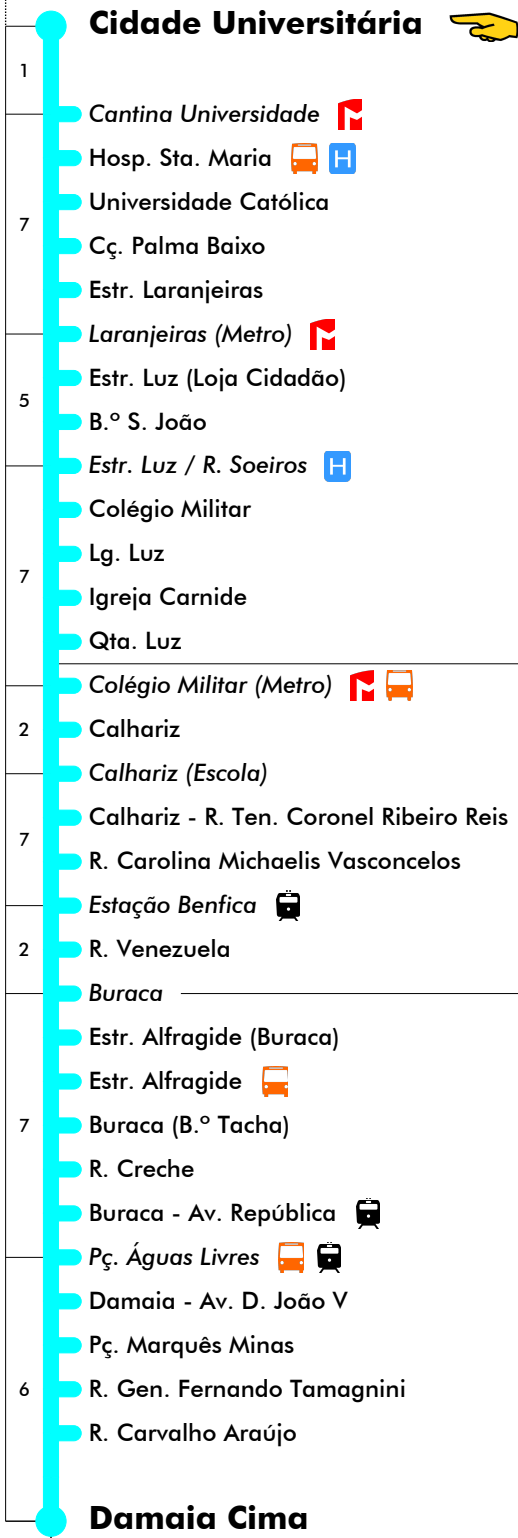 Cidade Universitária
1
Cantina Universidade
Hosp. Sta. Maria H
Universidade Católica
7
Cç. Palma Baixo
Estr. Laranjeiras
Laranjeiras (Metro)
Estr. Luz (Loja Cidadão)
5
B.º S. João
Estr. Luz / R. Soeiros H
Colégio Militar
Lg. Luz
7
Igreja Carnide
Qta. Luz
Colégio Militar (Metro)
2 Calhariz
Calhariz (Escola)
Calhariz - R. Ten. Coronel Ribeiro Reis
7
R. Carolina Michaelis Vasconcelos
Estação Benfica
2 R. Venezuela
Buraca
Estr. Alfragide (Buraca)
Estr. Alfragide
7 Buraca (B.º Tacha)
R. Creche
Buraca - Av. República
Pç. Águas Livres
Damaia - Av. D. João V
Pç. Marquês Minas
6 R. Gen. Fernando Tamagnini
R. Carvalho Araújo
Damaia Cima